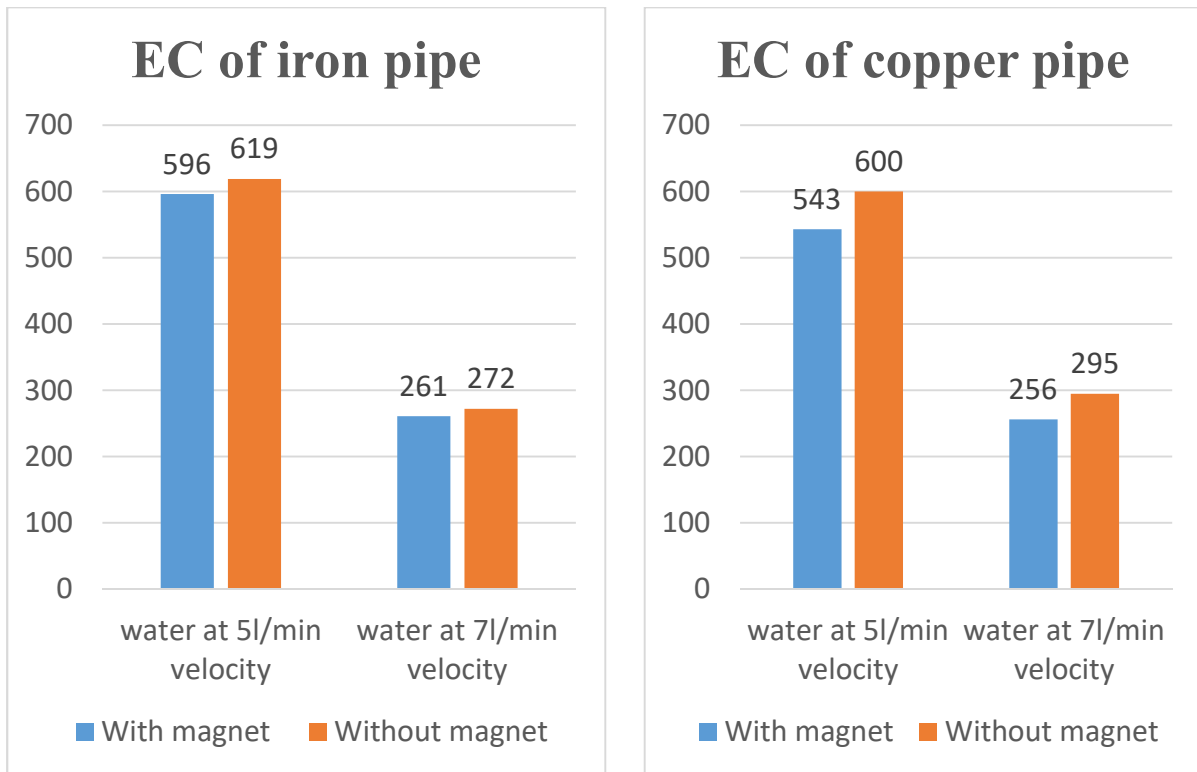 EC of iron pipe
700
600
500
400
300
200
100
0
596
619
261
272
water at 5l/min velocity
water at 7l/min velocity
With magnet
Without magnet
EC of copper pipe
700
600
500
400
300
200
100
0
543
600
256
295
water at 5l/min velocity
water at 7l/min velocity
With magnet
Without magnet